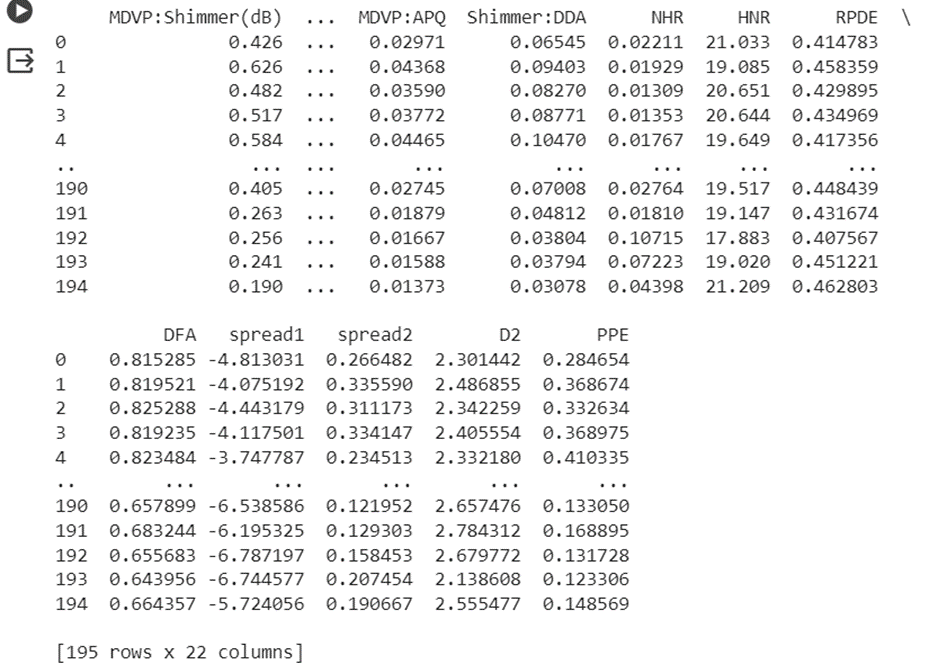 MDVP:Shimmer(dB) ... MDVP:APQ Shimmer:DDA NHR HNR RPDE \
0 0.426 ... 0.02971 0.06545 0.02211 21.033 0.414783
1 0.626 ... 0.04368 0.09403 0.01929 19.085 0.458359
2 0.482 ... 0.03590 0.08270 0.01309 20.651 0.429895
3 0.517 ... 0.03772 0.08771 0.01353 20.644 0.434969
4 0.584 ... 0.04465 0.10470 0.01767 19.649 0.417356
.. ... ... ... ... ... ... ...
190 0.405 ... 0.02745 0.07008 0.02764 19.517 0.448439
191 0.263 ... 0.01879 0.04812 0.01810 19.147 0.431674
192 0.256 ... 0.01667 0.03804 0.10715 17.883 0.407567
193 0.241 ... 0.01588 0.03794 0.07223 19.020 0.451221
194 0.190 ... 0.01373 0.03078 0.04398 21.209 0.462803
DFA spread1 spread2 D2 PPE
0 0.815285 -4.813031 0.266482 2.301442 0.284654
1 0.819521 -4.075192 0.335590 2.486855 0.368674
2 0.825288 -4.443179 0.311173 2.342259 0.332634
3 0.819235 -4.117501 0.334147 2.405554 0.368975
4 0.823484 -3.747787 0.234513 2.332180 0.410335
.. ... ... ... ... ...
190 0.657899 -6.538586 0.121952 2.657476 0.133050
191 0.683244 -6.195325 0.129303 2.784312 0.168895
192 0.655683 -6.787197 0.158453 2.679772 0.131728
193 0.643956 -6.744577 0.207454 2.138608 0.123306
194 0.664357 -5.724056 0.190667 2.555477 0.148569
[195 rows x 22 columns]